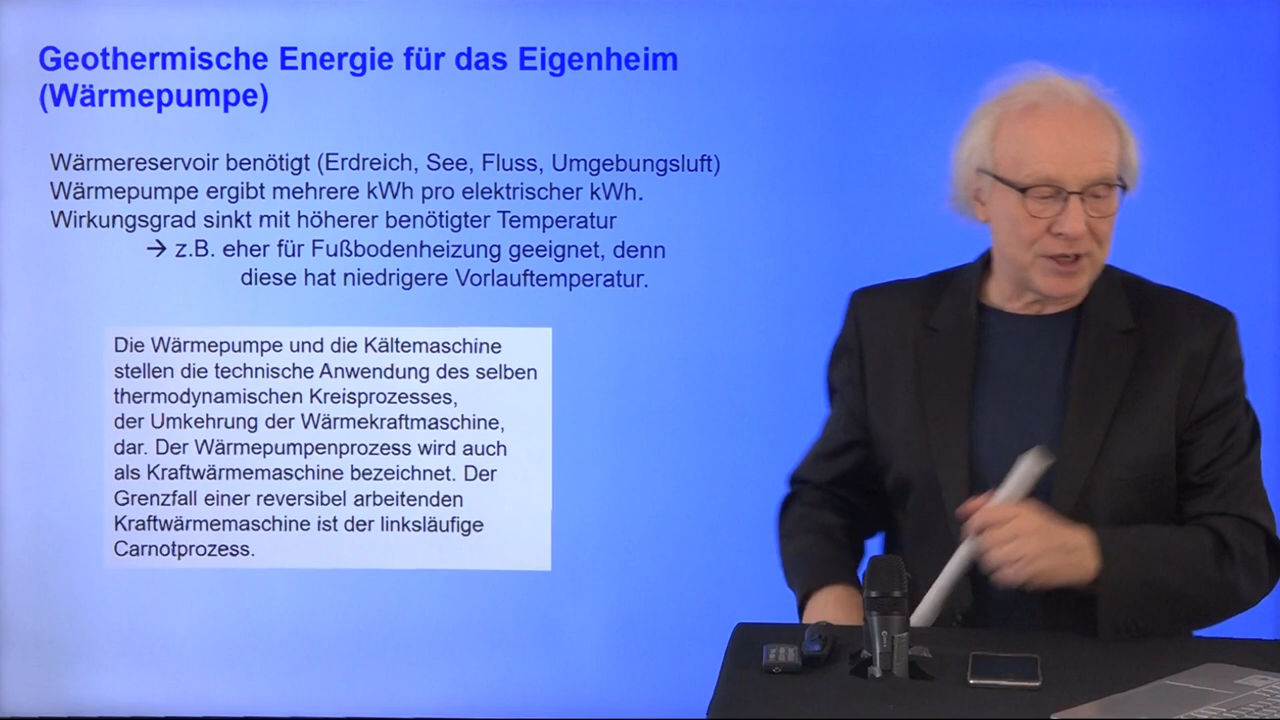 Geothermische Energie für das Eigenheim
(Wärmepumpe)
Wärmereservoir benötigt (Erdreich, See, Fluss, Umgebungsluft)
Wärmepumpe ergibt mehrere kWh pro elektrischer kWh.
Wirkungsgrad sinkt mit höherer benötigter Temperatur
→ z.B. eher für Fußbodenheizung geeignet, denn
diese hat niedrigere Vorlauftemperatur.
Die Wärmepumpe und die Kältemaschine
stellen die technische Anwendung des selben
thermodynamischen Kreisprozesses,
der Umkehrung der Wärmekraftmaschine,
dar. Der Wärmepumpenprozess wird auch
als Kraftwärmemaschine bezeichnet. Der
Grenzfall einer reversibel arbeitenden
Kraftwärmemaschine ist der linksläufige
Carnotprozess.